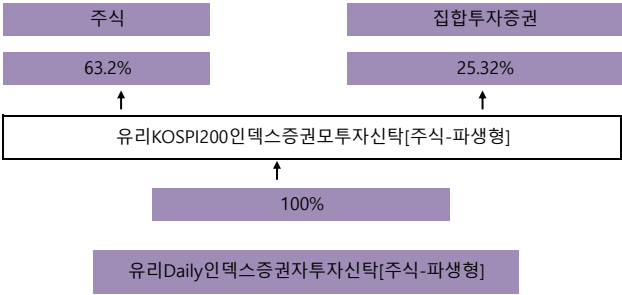 주식
집합투자증권
63.2%
25.32%
유리KOSPI200인덱스증권모투자신탁[주식-파생형]
100%
유리Daily인덱스증권자투자신탁[주식-파생형]